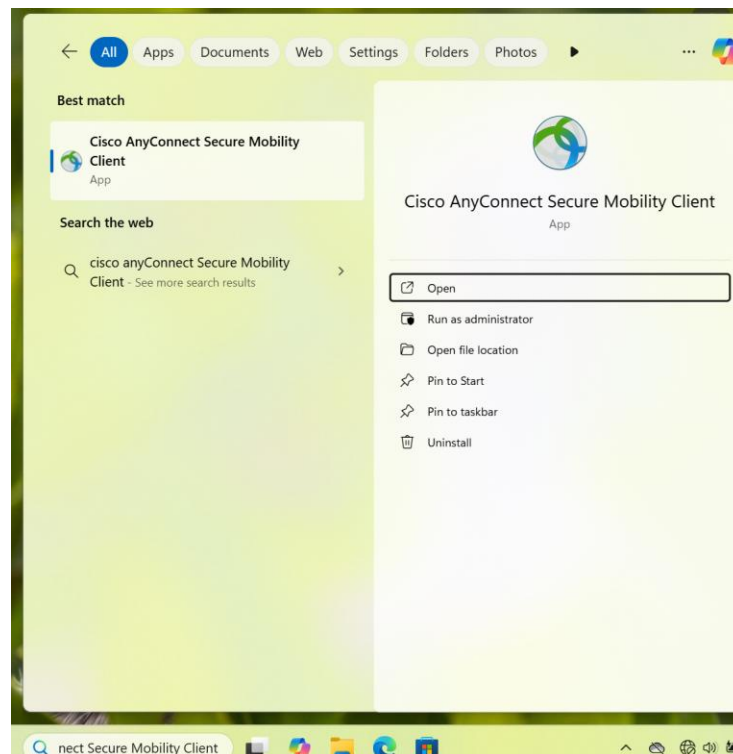 All Apps Documents Web Settings Folders Photos
Best match
Cisco AnyConnect Secure Mobility
Client
App
Search the web
cisco anyConnect Secure Mobility
Client - See more search results
Cisco AnyConnect Secure Mobility Client
App
Open
Run as administrator
Open file location
Pin to Start
Pin to taskbar
Uninstall
nect Secure Mobility Client